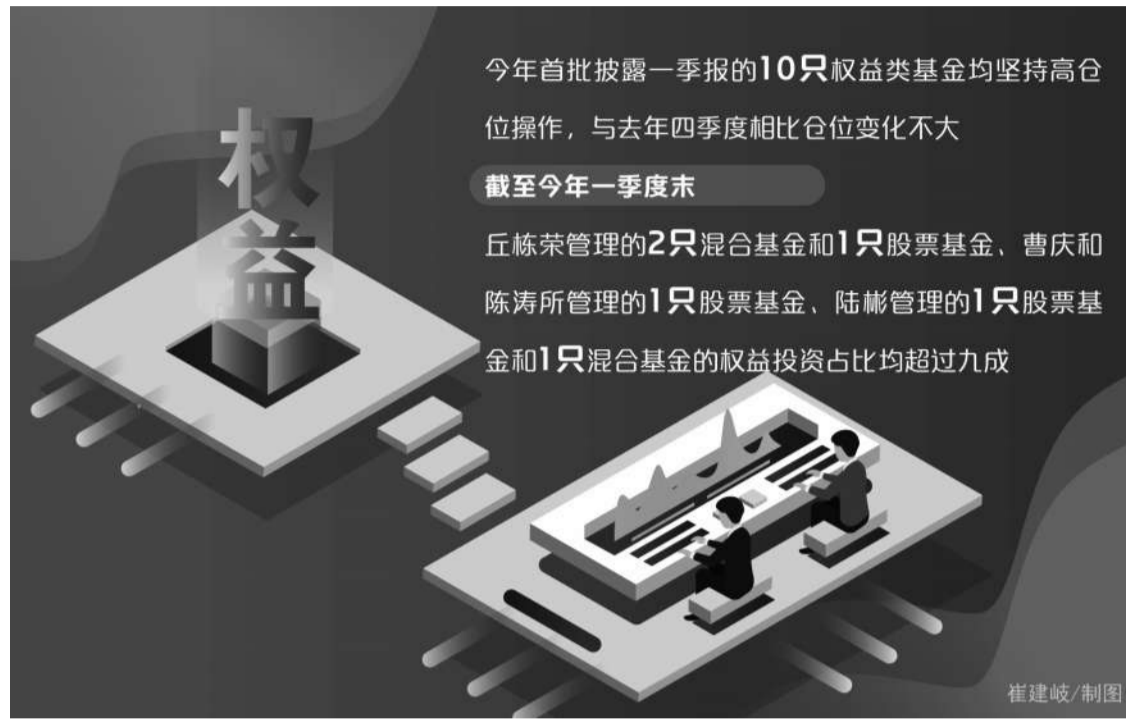 权
益
今年首批披露一季报的10只权益类基金均坚持高仓
位操作，与去年四季度相比仓位变化不大
截至今年一季度末
丘栋荣管理的2只混合基金和1只股票基金、曹庆和
陈涛所管理的1只股票基金、陆彬管理的1只股票基
金和1只混合基金的权益投资占比均超过九成
崔建岐/制图